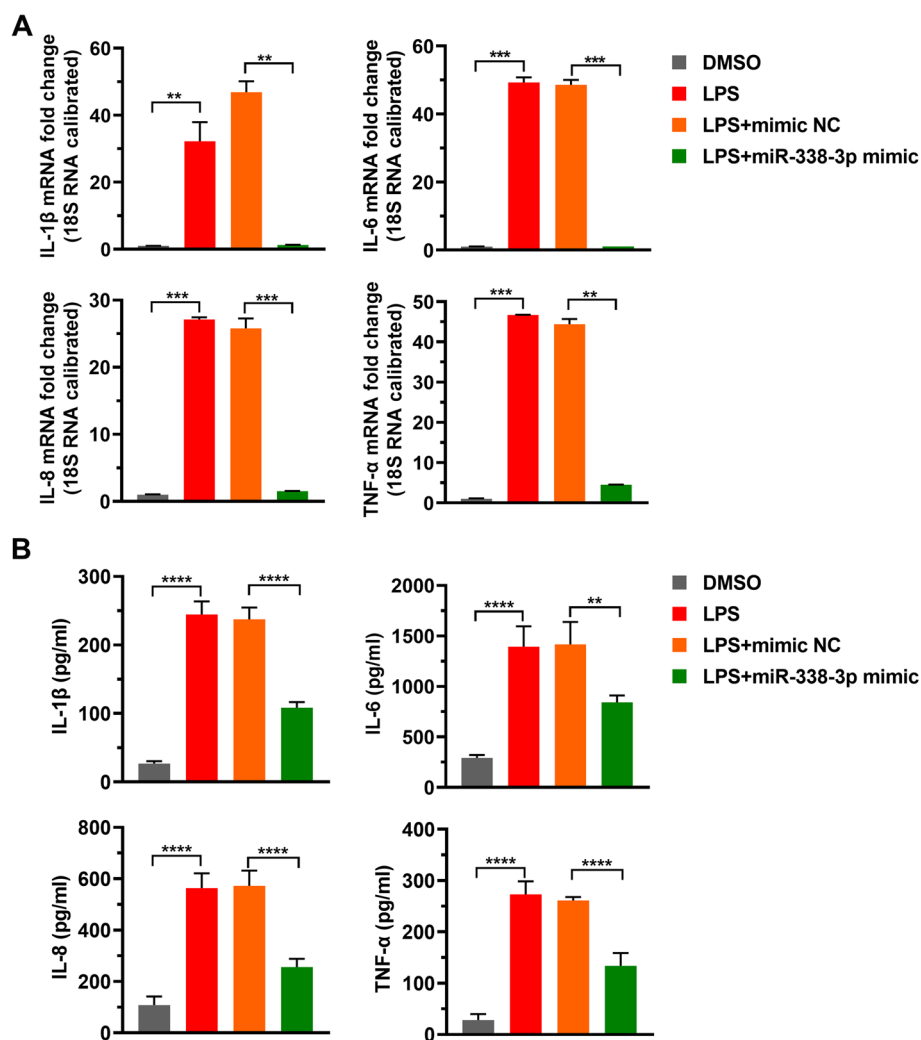 A
IL-1β mRNA fold change
(18S RNA calibrated)
60
40
20
0
**
**
IL-6 mRNA fold change
(18S RNA calibrated)
60
40
20
0
***
***
DMSO
LPS
LPS+mimic NC
LPS+miR-338-3p mimic
IL-8 mRNA fold change
(18S RNA calibrated)
30
20
10
0
***
***
TNF-α mRNA fold change
(18S RNA calibrated)
50
40
30
20
10
0
***
**
B
IL-1β (pg/ml)
300
200
100
0
****
****
IL-6 (pg/ml)
2000
1500
1000
500
0
****
**
DMSO
LPS
LPS+mimic NC
LPS+miR-338-3p mimic
IL-8 (pg/ml)
800
600
400
200
0
****
****
TNF-α (pg/ml)
400
300
200
100
0
****
****